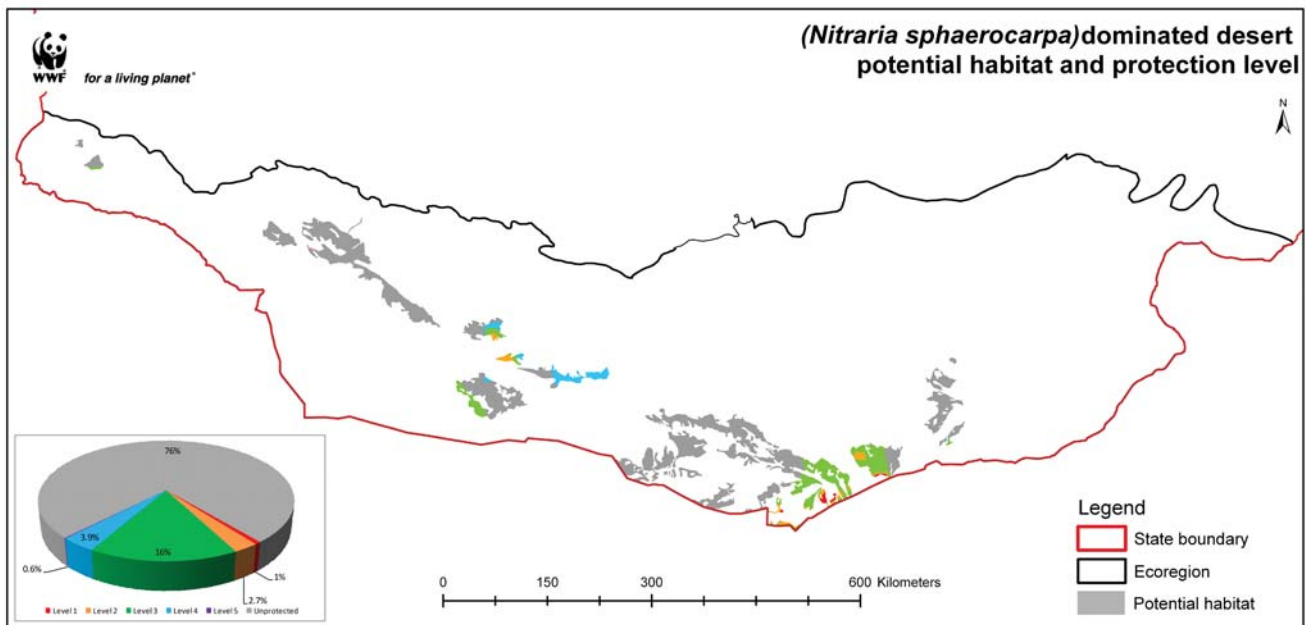 (Nitraria sphaerocarpa)dominated desert
potential habitat and protection level
WWF for a living planet®
N
76%
3.9%
16%
0.6%
1%
2.7%
Level 1 Level 2 Level 3 Level 4 Level 5 Unprotected
0 150 300 600 Kilometers
Legend
State boundary
Ecoregion
Potential habitat